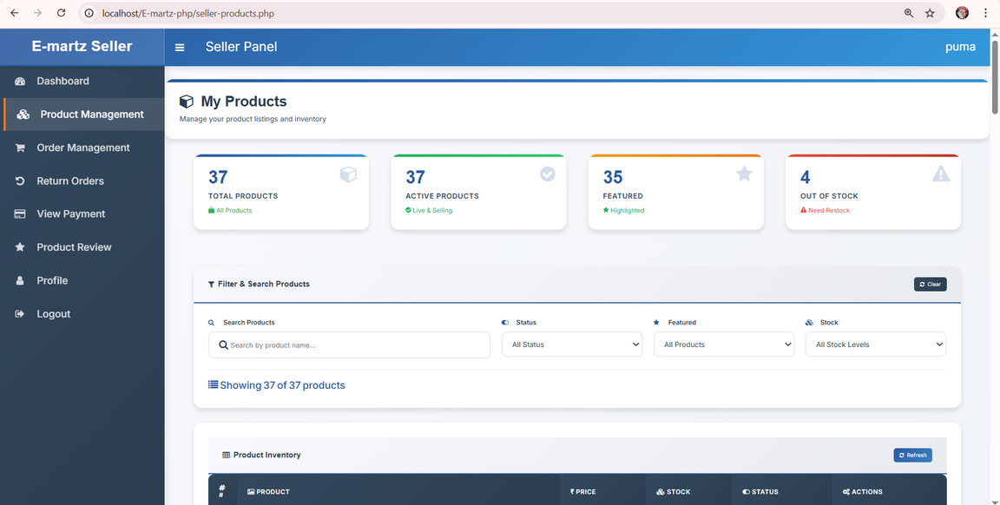 localhost/E-martz-php/seller-products.php
E-martz Seller
Seller Panel
puma
Dashboard
Product Management
Order Management
Return Orders
View Payment
Product Review
Profile
Logout
My Products
Manage your product listings and inventory
37
TOTAL PRODUCTS
All Products
37
ACTIVE PRODUCTS
Live & Selling
35
FEATURED
Highlighted
4
OUT OF STOCK
Need Restock
Filter & Search Products
Clear
Search Products
Search by product name...
Status
All Status
Featured
All Products
Stock
All Stock Levels
Showing 37 of 37 products
Product Inventory
Refresh
#
#
PRODUCT
₹ PRICE
STOCK
STATUS
ACTIONS